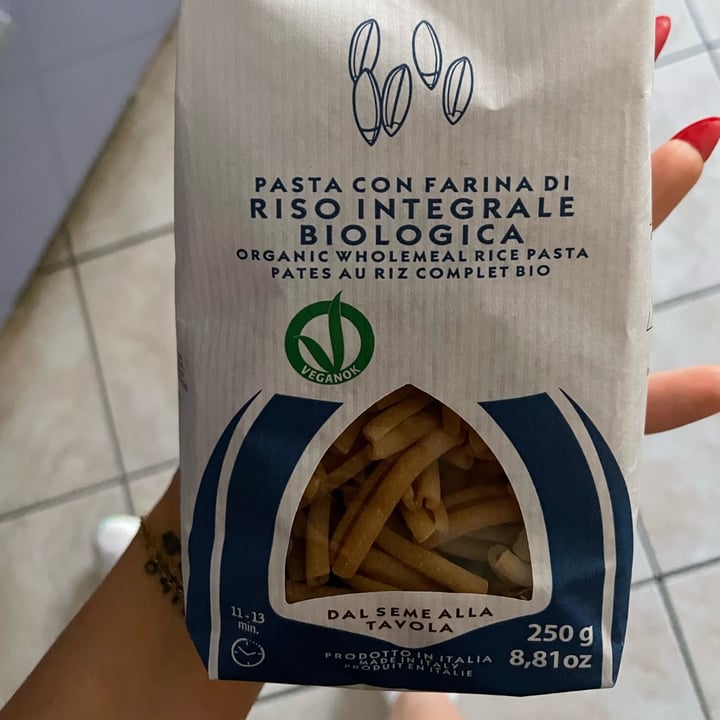 PASTA CON FARINA DI
RISO INTEGRALE
BIOLOGICA
ORGANIC WHOLEMEAL RICE PASTA
PATES AU RIZ COMPLET BIO
VEGANOK
11-13
min.
DAL SEME ALLA
TAVOLA
PRODOTTO IN ITALIA
MADE IN ITALY
PRODUIT EN ITALIE
250 g
8,81oz